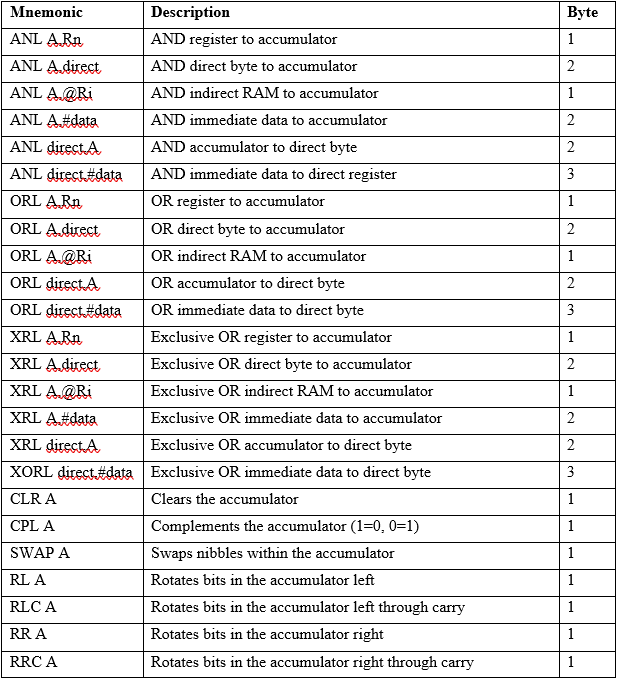 Mnemonic Description Byte
ANL A,Rn AND register to accumulator 1
ANL A,direct AND direct byte to accumulator 2
ANL A,@Ri AND indirect RAM to accumulator 1
ANL A,#data AND immediate data to accumulator 2
ANL direct,A AND accumulator to direct byte 2
ANL direct,#data AND immediate data to direct register 3
ORL A,Rn OR register to accumulator 1
ORL A,direct OR direct byte to accumulator 2
ORL A,@Ri OR indirect RAM to accumulator 1
ORL direct,A OR accumulator to direct byte 2
ORL direct,#data OR immediate data to direct byte 3
XRL A,Rn Exclusive OR register to accumulator 1
XRL A,direct Exclusive OR direct byte to accumulator 2
XRL A,@Ri Exclusive OR indirect RAM to accumulator 1
XRL A,#data Exclusive OR immediate data to accumulator 2
XRL direct,A Exclusive OR accumulator to direct byte 2
XORL direct,#data Exclusive OR immediate data to direct byte 3
CLR A Clears the accumulator 1
CPL A Complements the accumulator (1=0, 0=1) 1
SWAP A Swaps nibbles within the accumulator 1
RL A Rotates bits in the accumulator left 1
RLC A Rotates bits in the accumulator left through carry 1
RR A Rotates bits in the accumulator right 1
RRC A Rotates bits in the accumulator right through carry 1